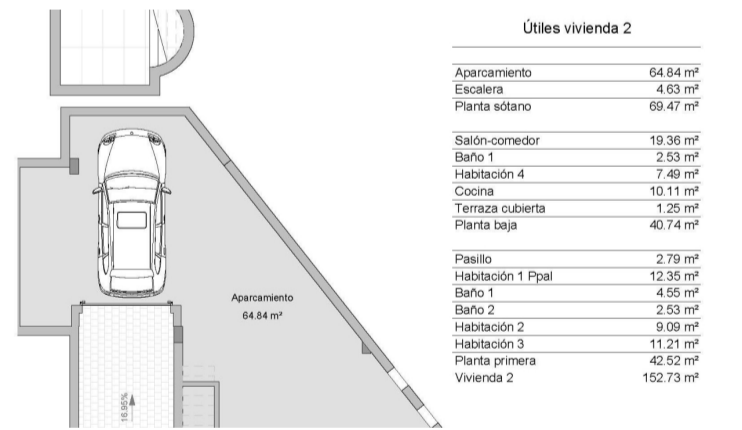 Útiles vivienda 2
Aparcamiento 64.84 m²
Escalera 4.63 m²
Planta sótano 69.47 m²
Salón-comedor 19.36 m²
Baño 1 2.53 m²
Habitación 4 7.49 m²
Cocina 10.11 m²
Terraza cubierta 1.25 m²
Planta baja 40.74 m²
Pasillo 2.79 m²
Habitación 1 Ppal 12.35 m²
Baño 1 4.55 m²
Baño 2 2.53 m²
Habitación 2 9.09 m²
Habitación 3 11.21 m²
Planta primera 42.52 m²
Vivienda 2 152.73 m²
Aparcamiento
64.84 m²
16.95%